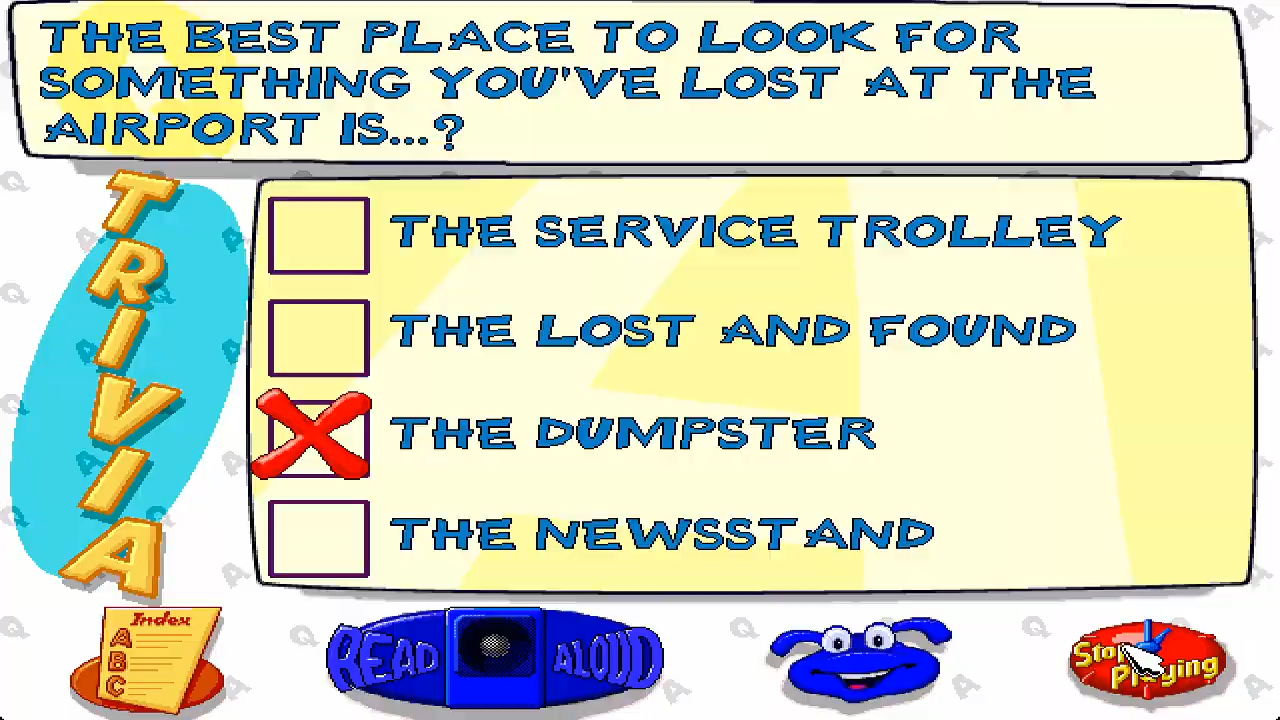 THE BEST PLACE TO LOOK FOR
SOMETHING YOU'VE LOST AT THE
AIRPORT IS...?
TRIVIA
THE SERVICE TROLLEY
THE LOST AND FOUND
THE DUMPSTER
THE NEWSSTAND
Index
A
B
C
READ ALOUD
Stop
Playing